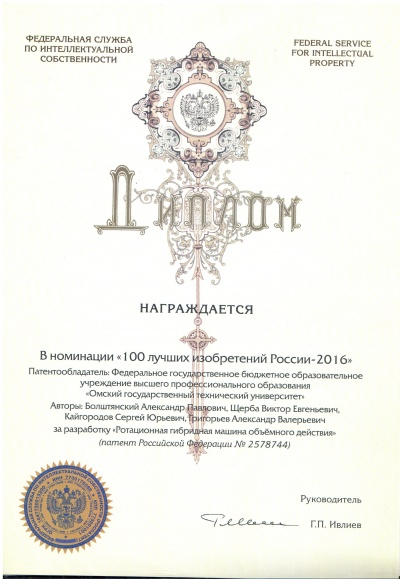 ФЕДЕРАЛЬНАЯ СЛУЖБА
ПО ИНТЕЛЛЕКТУАЛЬНОЙ
СОБСТВЕННОСТИ
FEDERAL SERVICE
FOR INTELLECTUAL
PROPERTY
ДИПЛОМ
НАГРАЖДАЕТСЯ
В номинации «100 лучших изобретений России-2016»
Патентообладатель: Федеральное государственное бюджетное образовательное
учреждение высшего профессионального образования
«Омский государственный технический университет»
Авторы: Болштянский Александр Павлович, Щерба Виктор Евгеньевич,
Кайгородов Сергей Юрьевич, Григорьев Александр Валерьевич
за разработку «Ротационная гибридная машина объёмного действия»
(патент Российской Федерации № 2578744)
Руководитель
Г.П. Ивлиев